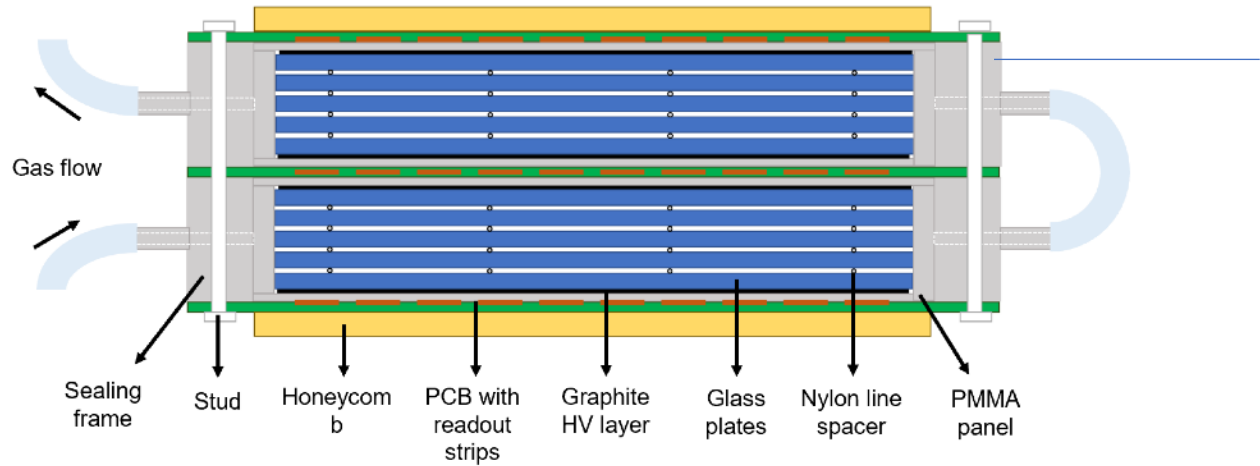 Gas flow
Sealing
frame
Stud
Honeycom
b
PCB with
readout
strips
Graphite
HV layer
Glass
plates
Nylon line
spacer
PMMA
panel